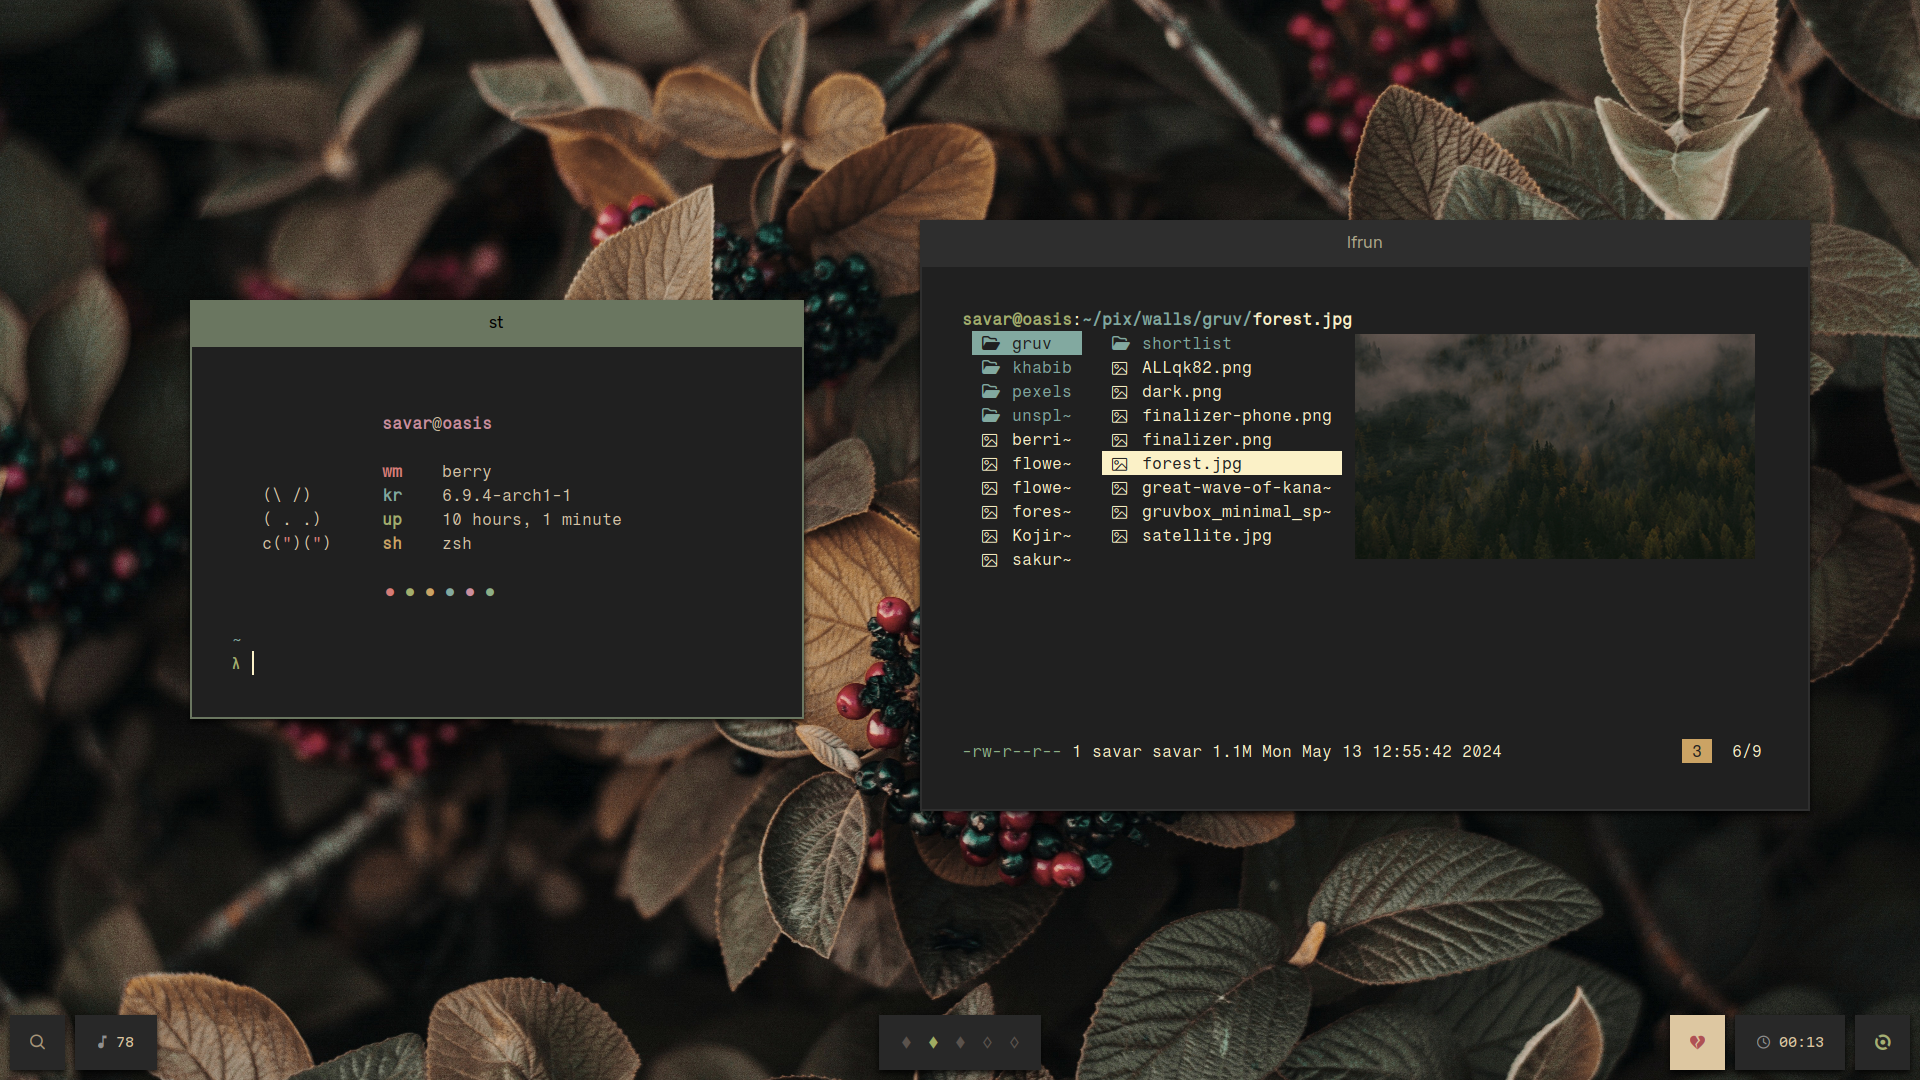 st
savar@oasis
wm berry
(\ /) kr 6.9.4-arch1-1
( . .) up 10 hours, 1 minute
c(")(") sh zsh
~
λ
lfrun
savar@oasis:~/pix/walls/gruv/forest.jpg
gruv shortlist
khabib ALLqk82.png
pexels dark.png
unspl~ finalizer-phone.png
berri~ finalizer.png
flowe~ forest.jpg
flowe~ great-wave-of-kana~
fores~ gruvbox_minimal_sp~
Kojir~ satellite.jpg
sakur~
-rw-r--r-- 1 savar savar 1.1M Mon May 13 12:55:42 2024 3 6/9
78
00:13